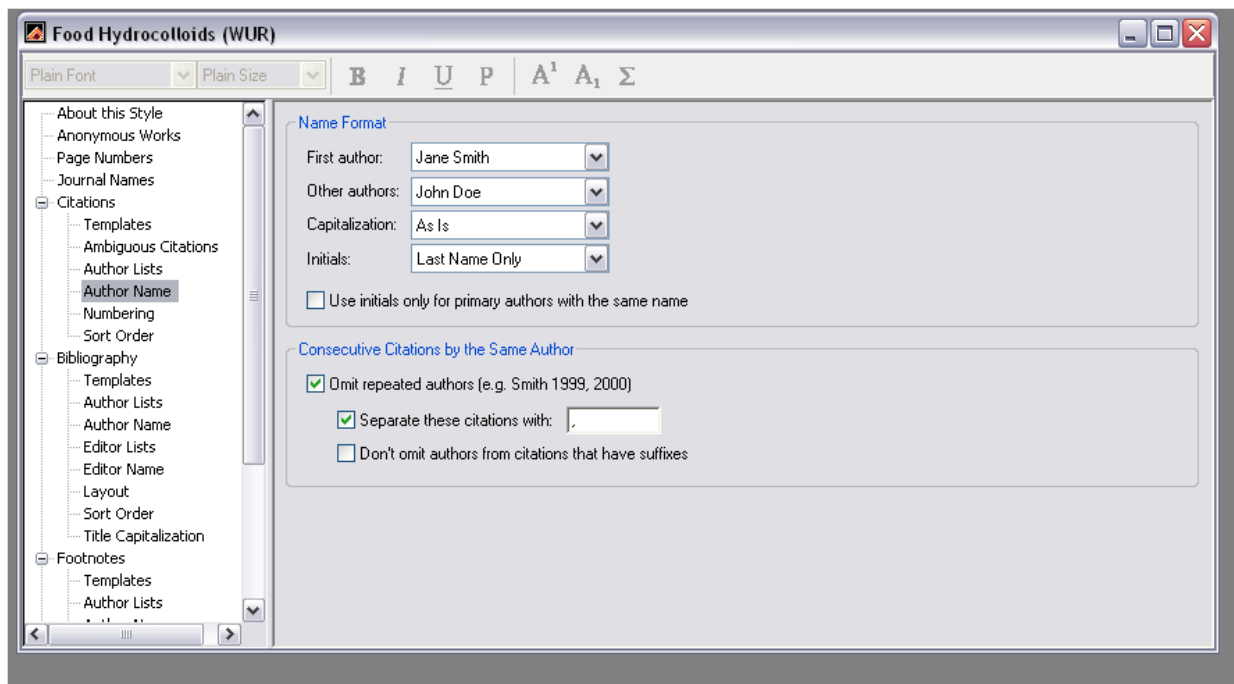 Food Hydrocolloids (WUR)
Plain Font Plain Size B I U P A¹ A₁ Σ
About this Style
Anonymous Works
Page Numbers
Journal Names
Citations
Templates
Ambiguous Citations
Author Lists
Author Name
Numbering
Sort Order
Bibliography
Templates
Author Lists
Author Name
Editor Lists
Editor Name
Layout
Sort Order
Title Capitalization
Footnotes
Templates
Author Lists
Name Format
First author: Jane Smith
Other authors: John Doe
Capitalization: As Is
Initials: Last Name Only
Use initials only for primary authors with the same name
Consecutive Citations by the Same Author
Omit repeated authors (e.g. Smith 1999, 2000)
Separate these citations with: ,
Don't omit authors from citations that have suffixes